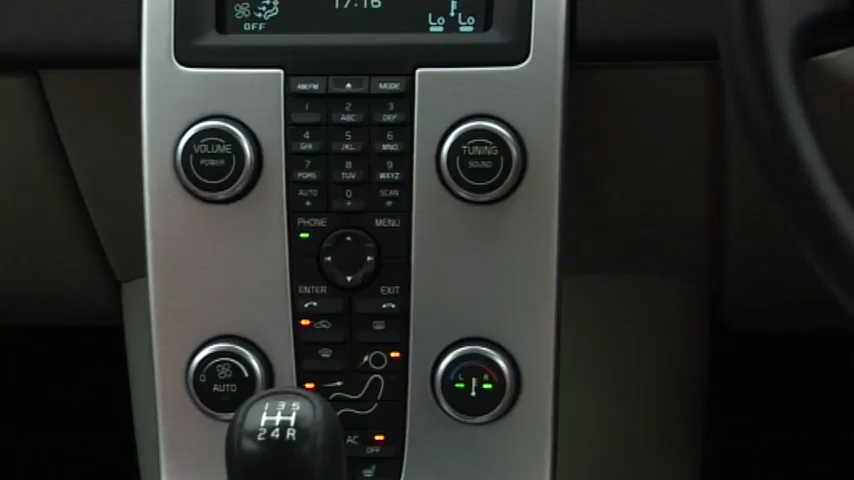 17:16
OFF
Lo Lo
AM/FM MODE
1 2 3
ABC DEF
4 5 6
GHI JKL MNO
7 8 9
PQRS TUV WXYZ
AUTO 0 SCAN
* + #
VOLUME
POWER
TUNING
SOUND
PHONE MENU
ENTER EXIT
0 AUTO
L R
1 3 5
2 4 R
AC
OFF